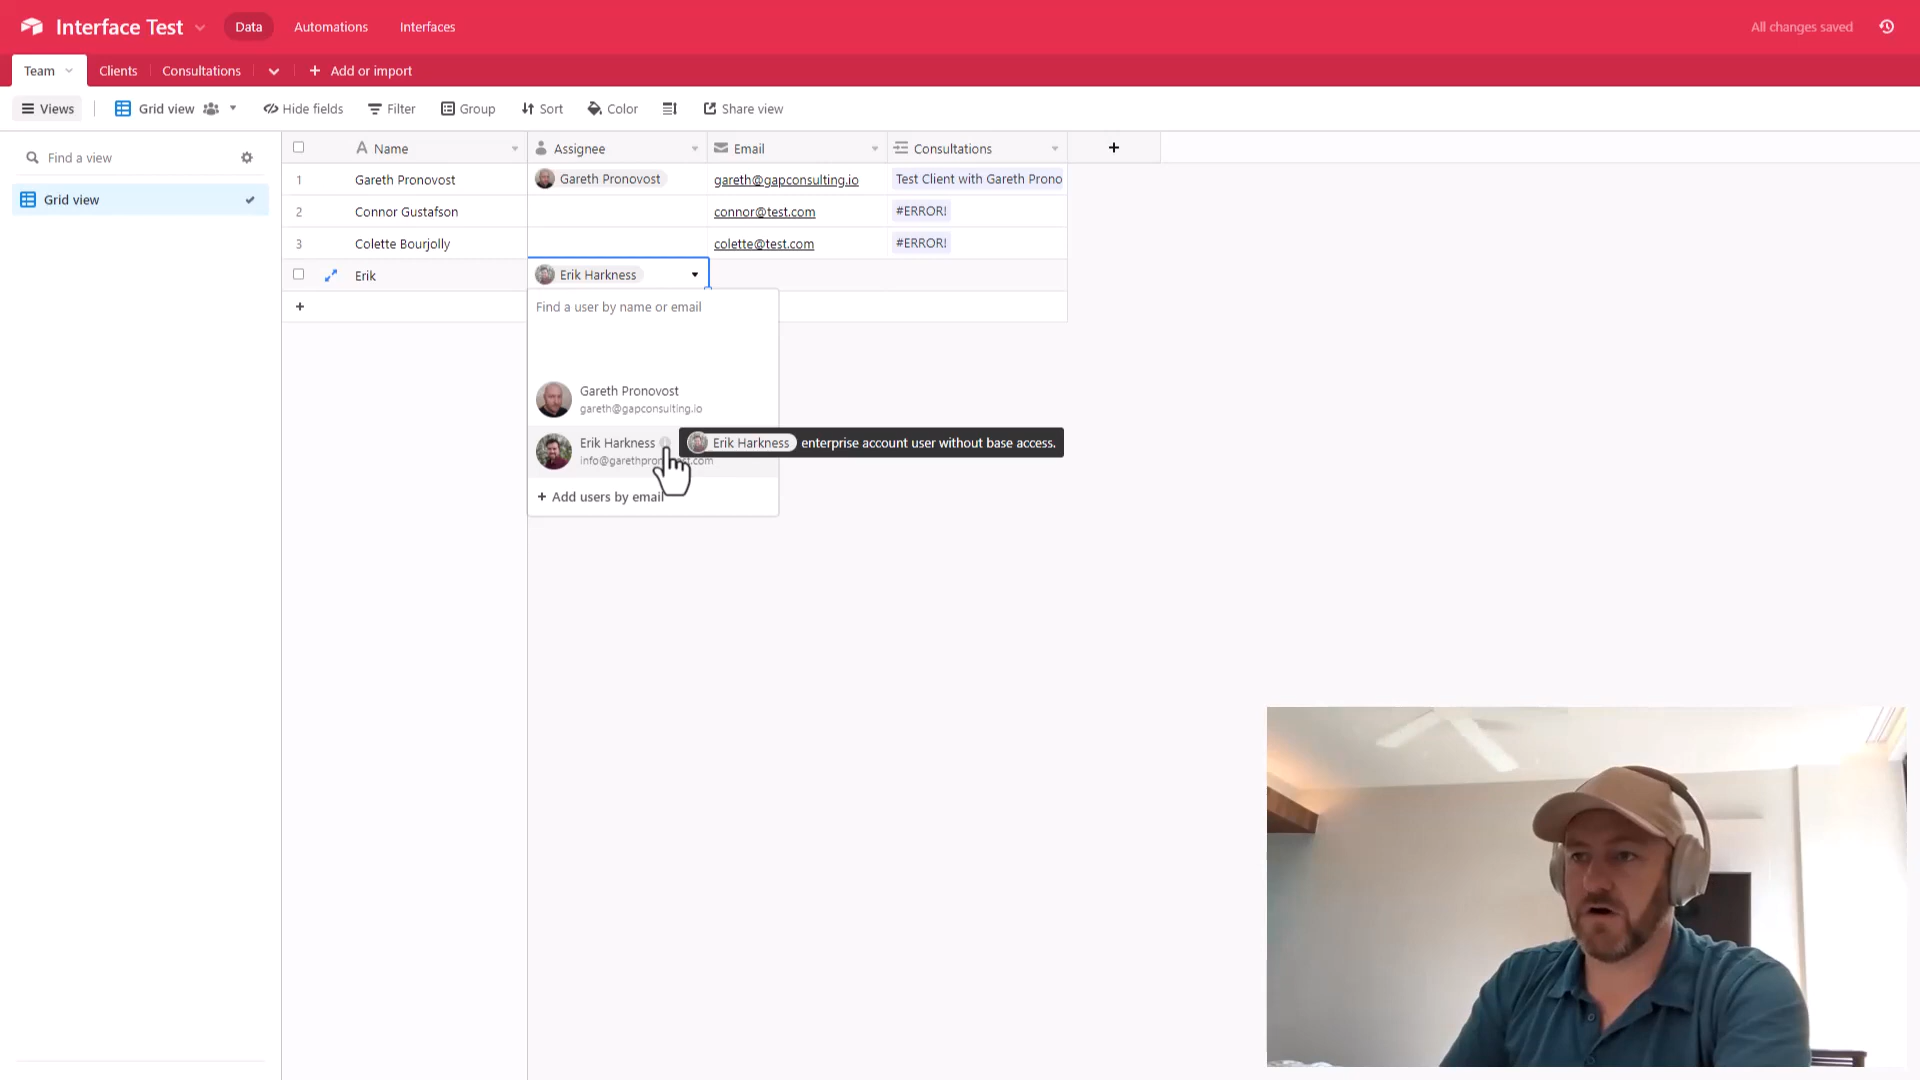 Interface Test
Data
Automations
Interfaces
All changes saved
Team
Clients
Consultations
Add or import
Views
Grid view
Hide fields
Filter
Group
Sort
Color
Share view
Find a view
Grid view
Name
Assignee
Email
Consultations
1
Gareth Pronovost
Gareth Pronovost
gareth@gapconsulting.io
Test Client with Gareth Prono
2
Connor Gustafson
connor@test.com
#ERROR!
3
Colette Bourjolly
colette@test.com
#ERROR!
Erik
Erik Harkness
Find a user by name or email
Gareth Pronovost
gareth@gapconsulting.io
Erik Harkness
Erik Harkness enterprise account user without base access.
Add users by email